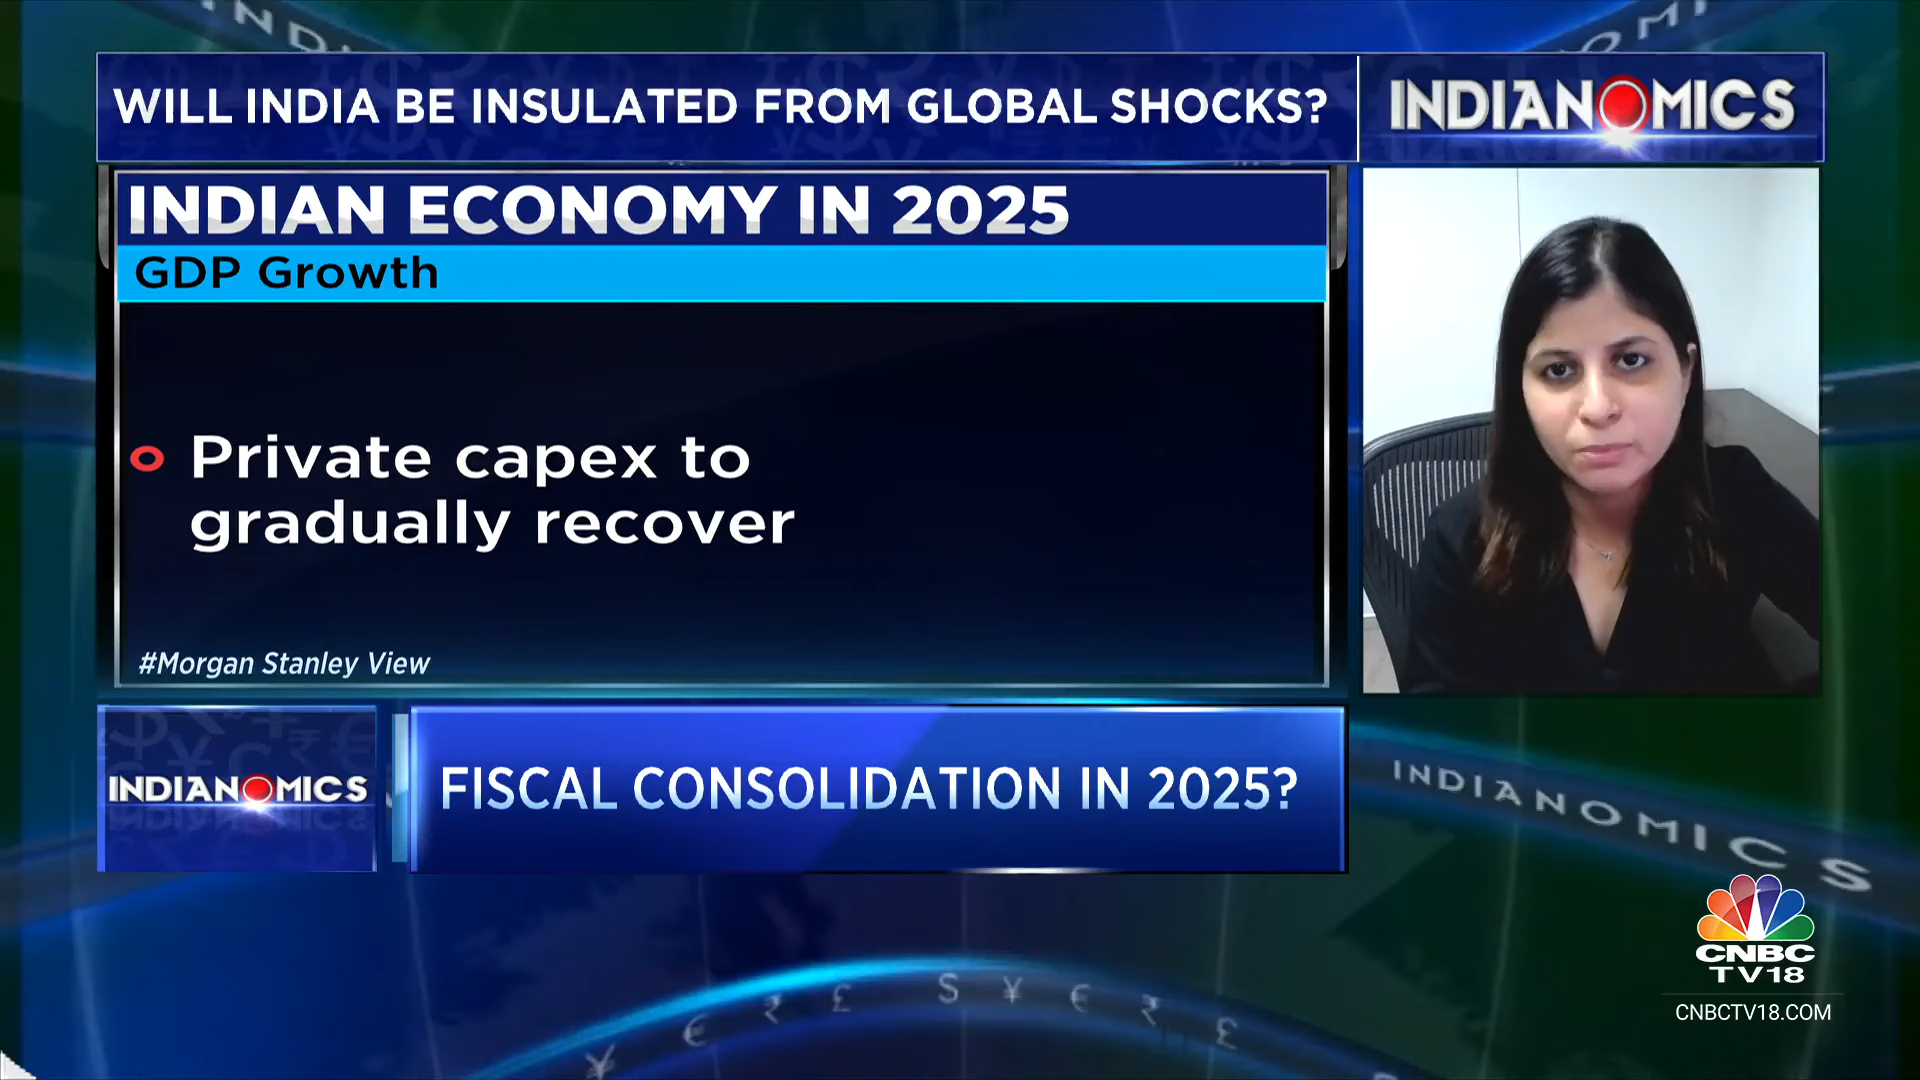 INDIANOMICS
WILL INDIA BE INSULATED FROM GLOBAL SHOCKS?
INDIANOMICS
INDIAN ECONOMY IN 2025
GDP Growth
Private capex to
gradually recover
#Morgan Stanley View
INDIANOMICS
FISCAL CONSOLIDATION IN 2025?
INDIANOMICS
CNBC
TV18
CNBCTV18.COM